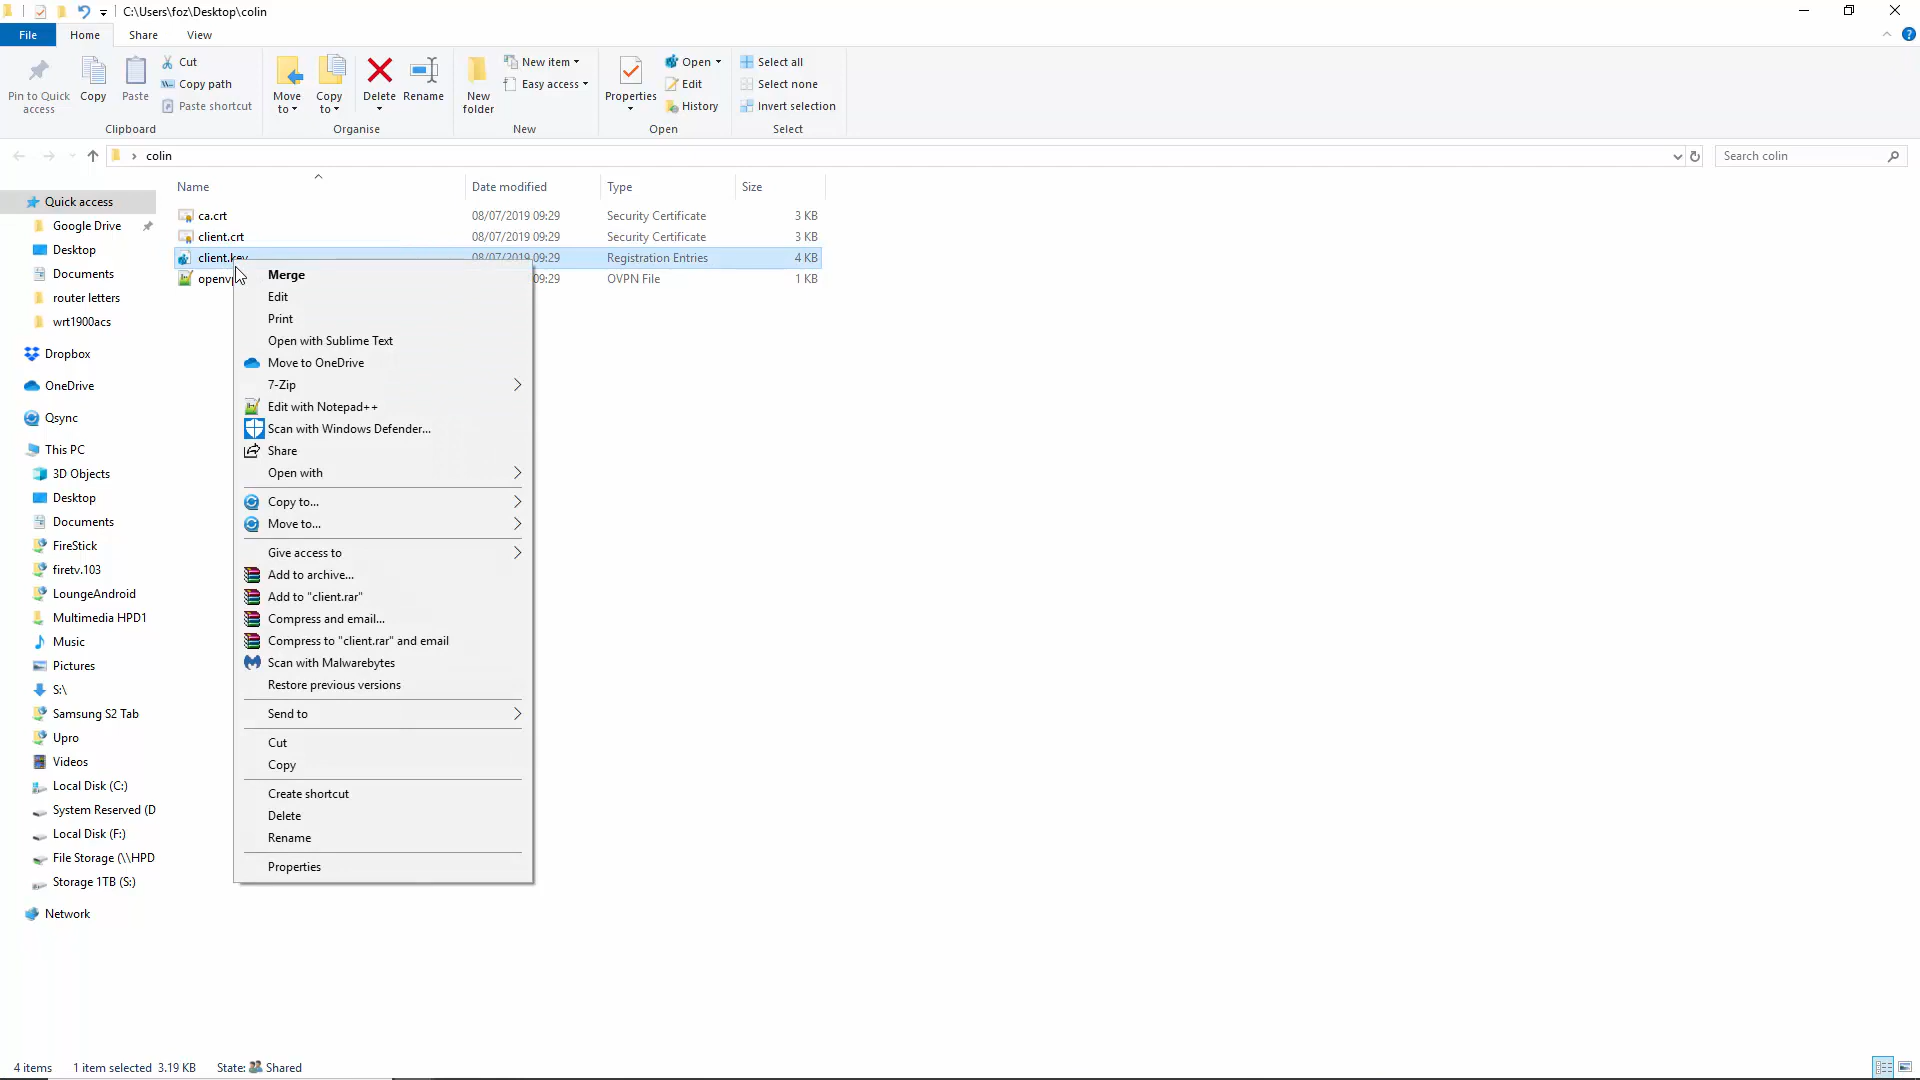 C:\Users\foz\Desktop\colin
File Home Share View
Pin to Quick access
Copy
Paste
Cut
Copy path
Paste shortcut
Clipboard
Move to
Copy to
Delete
Rename
Organise
New folder
New item
Easy access
New
Properties
Open
Edit
History
Open
Select all
Select none
Invert selection
Select
colin
Search colin
Name Date modified Type Size
ca.crt 08/07/2019 09:29 Security Certificate 3 KB
client.crt 08/07/2019 09:29 Security Certificate 3 KB
client.key 08/07/2019 09:29 Registration Entries 4 KB
09:29 OVPN File 1 KB
Quick access
Google Drive
Desktop
Documents
router letters
wrt1900acs
Dropbox
OneDrive
Qsync
This PC
3D Objects
Desktop
Documents
FireStick
firetv.103
LoungeAndroid
Multimedia HPD1
Music
Pictures
S:\
Samsung S2 Tab
Upro
Videos
Local Disk (C:)
System Reserved (D
Local Disk (F:)
File Storage (\\HPD
Storage 1TB (S:)
Network
Merge
Edit
Print
Open with Sublime Text
Move to OneDrive
7-Zip
Edit with Notepad++
Scan with Windows Defender...
Share
Open with
Copy to...
Move to...
Give access to
Add to archive...
Add to "client.rar"
Compress and email...
Compress to "client.rar" and email
Scan with Malwarebytes
Restore previous versions
Send to
Cut
Copy
Create shortcut
Delete
Rename
Properties
4 items 1 item selected 3.19 KB State: Shared